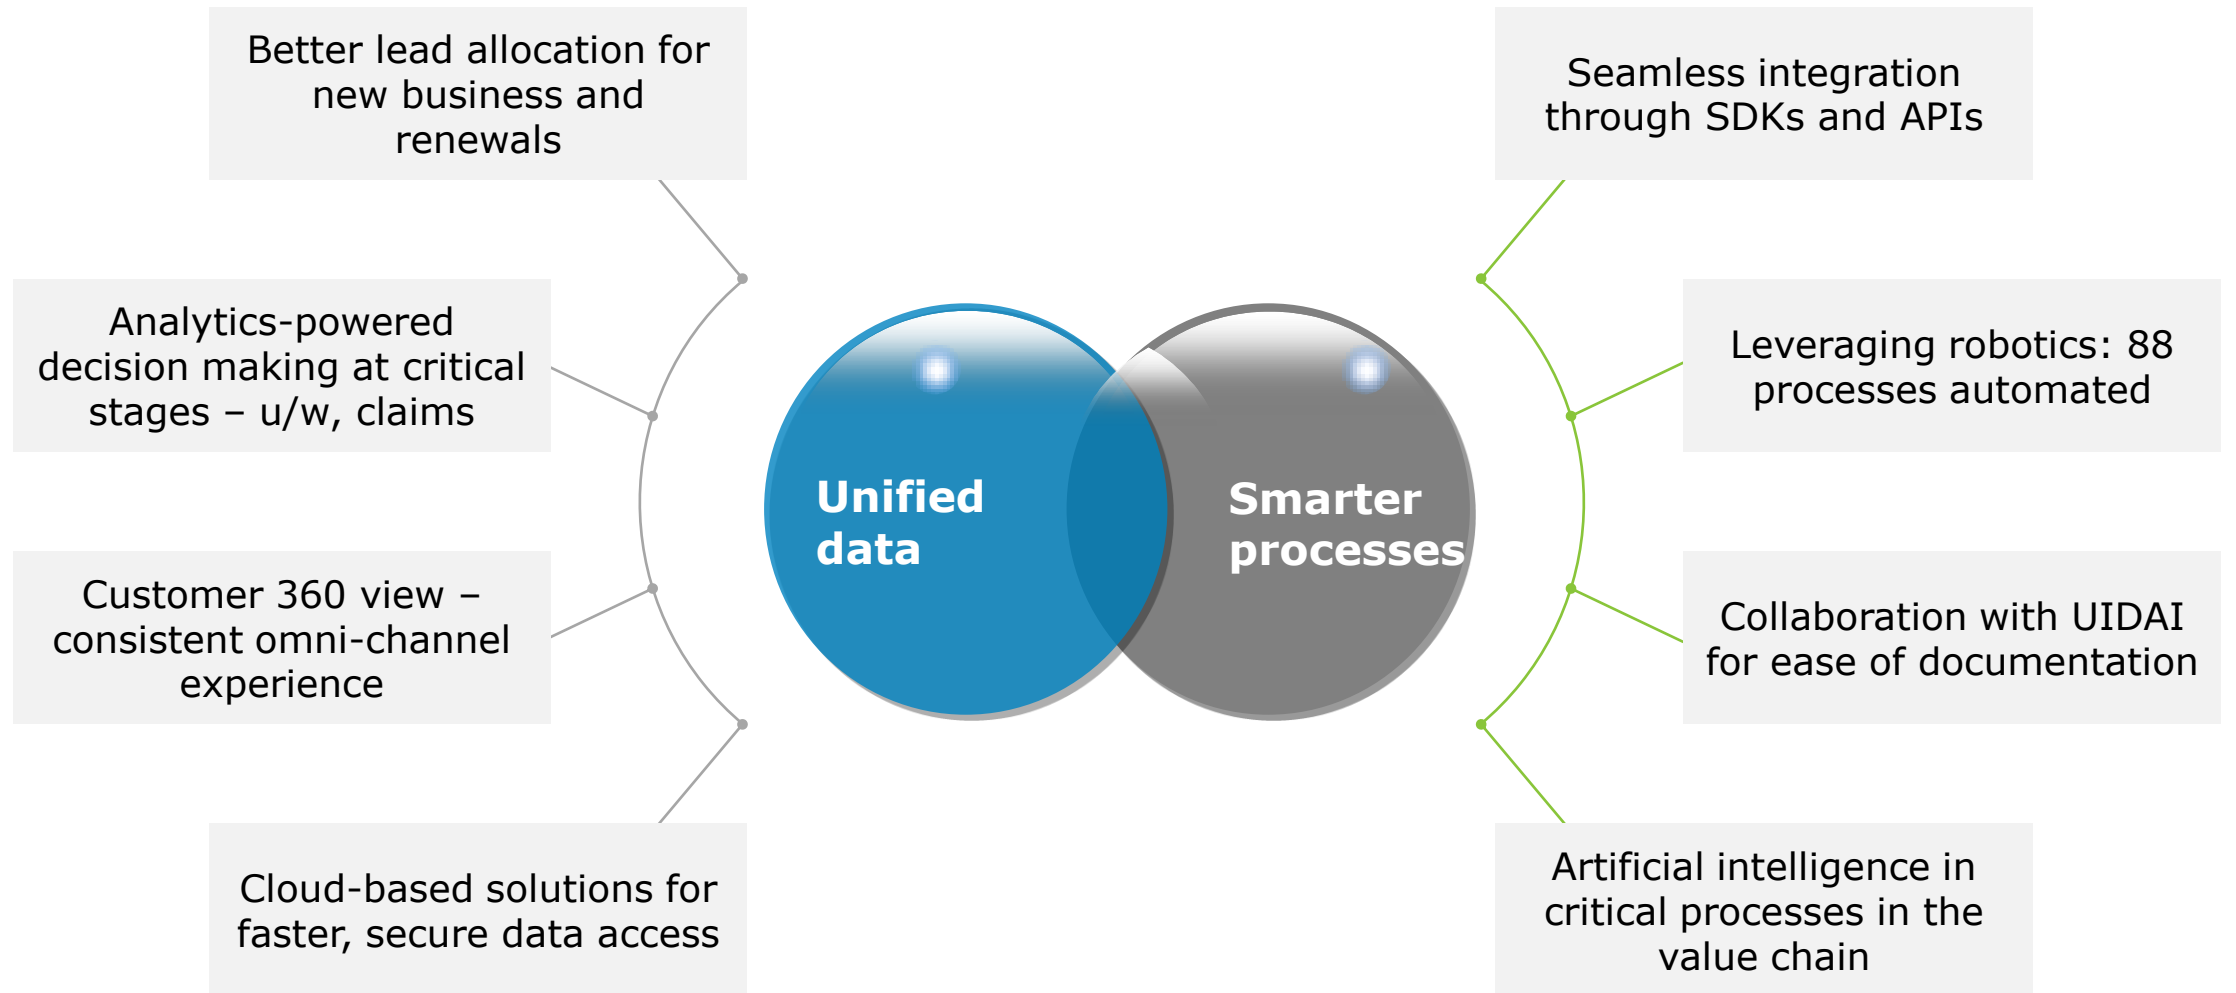 Better lead allocation for
new business and
renewals
Analytics-powered
decision making at critical
stages – u/w, claims
Customer 360 view –
consistent omni-channel
experience
Cloud-based solutions for
faster, secure data access
Unified
data
Smarter
processes
Seamless integration
through SDKs and APIs
Leveraging robotics: 88
processes automated
Collaboration with UIDAI
for ease of documentation
Artificial intelligence in
critical processes in the
value chain